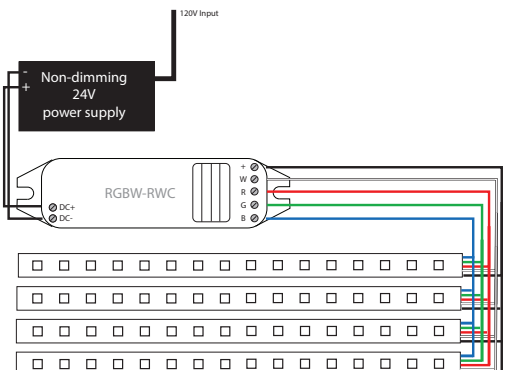 120V Input
-
+
Non-dimming
24V
power supply
RGBW-RWC
+
W
R
G
B
DC+
DC-